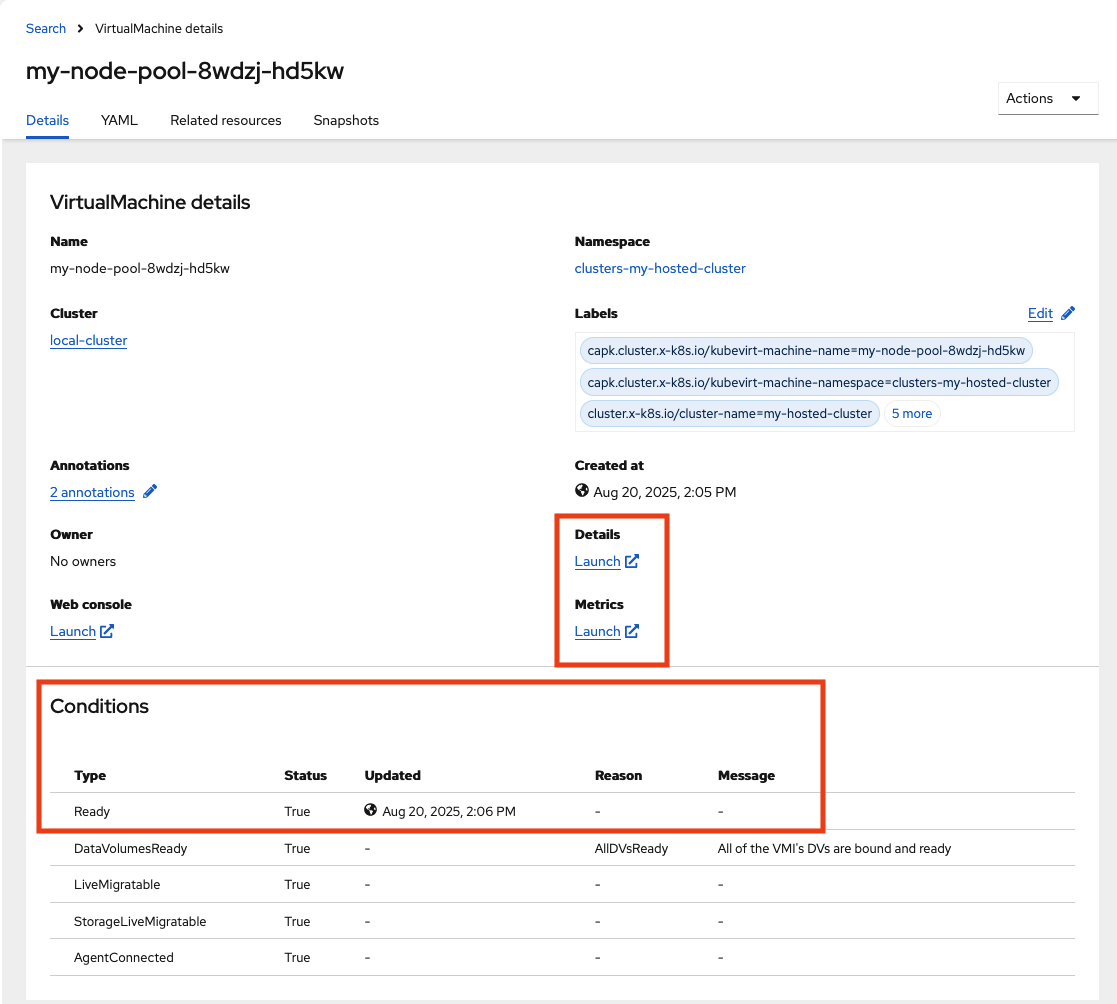 Search > VirtualMachine details
my-node-pool-8wdzj-hd5kw
Actions
Details YAML Related resources Snapshots
VirtualMachine details
Name
my-node-pool-8wdzj-hd5kw
Namespace
clusters-my-hosted-cluster
Cluster
local-cluster
Labels
Edit
capk.cluster.x-k8s.io/kubevirt-machine-name=my-node-pool-8wdzj-hd5kw
capk.cluster.x-k8s.io/kubevirt-machine-namespace=clusters-my-hosted-cluster
cluster.x-k8s.io/cluster-name=my-hosted-cluster 5 more
Annotations
2 annotations
Created at
Aug 20, 2025, 2:05 PM
Owner
No owners
Details
Launch
Web console
Launch
Metrics
Launch
Conditions
Type Status Updated Reason Message
Ready True Aug 20, 2025, 2:06 PM - -
DataVolumesReady True - AllDVsReady All of the VMI's DVs are bound and ready
LiveMigratable True - - -
StorageLiveMigratable True - - -
AgentConnected True - - -